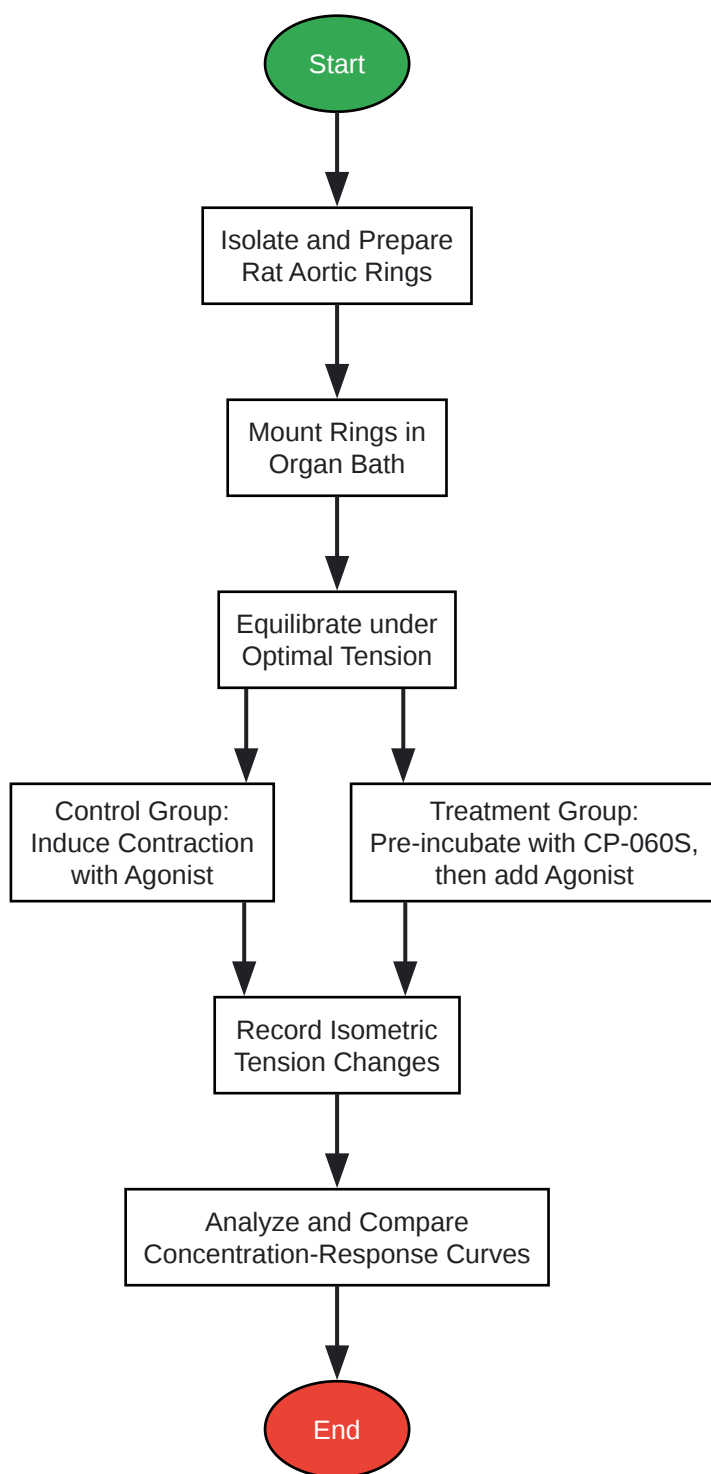 Start
Isolate and Prepare
Rat Aortic Rings
Mount Rings in
Organ Bath
Equilibrate under
Optimal Tension
Control Group:
Induce Contraction
with Agonist
Treatment Group:
Pre-incubate with CP-060S,
then add Agonist
Record Isometric
Tension Changes
Analyze and Compare
Concentration-Response Curves
End